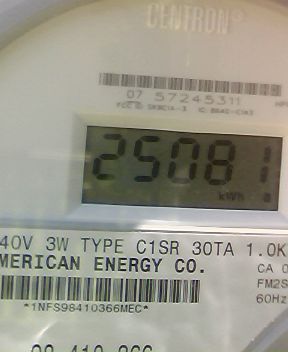 CENTRON®
07 57245311
25081
kWh
40V 3W TYPE C1SR 30TA 1.0K
MERICAN ENERGY CO.
CA 0
FM2S
60Hz
*1NFS98410366MEC*